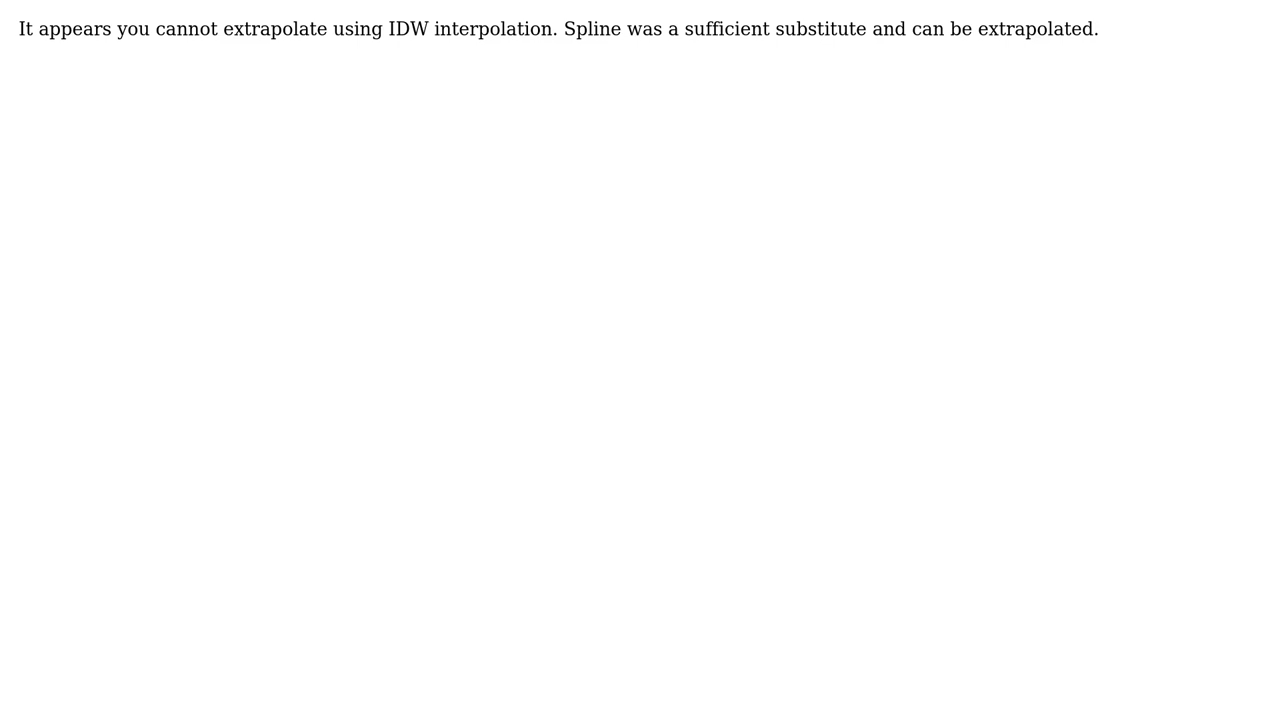 It appears you cannot extrapolate using IDW interpolation. Spline was a sufficient substitute and can be extrapolated.